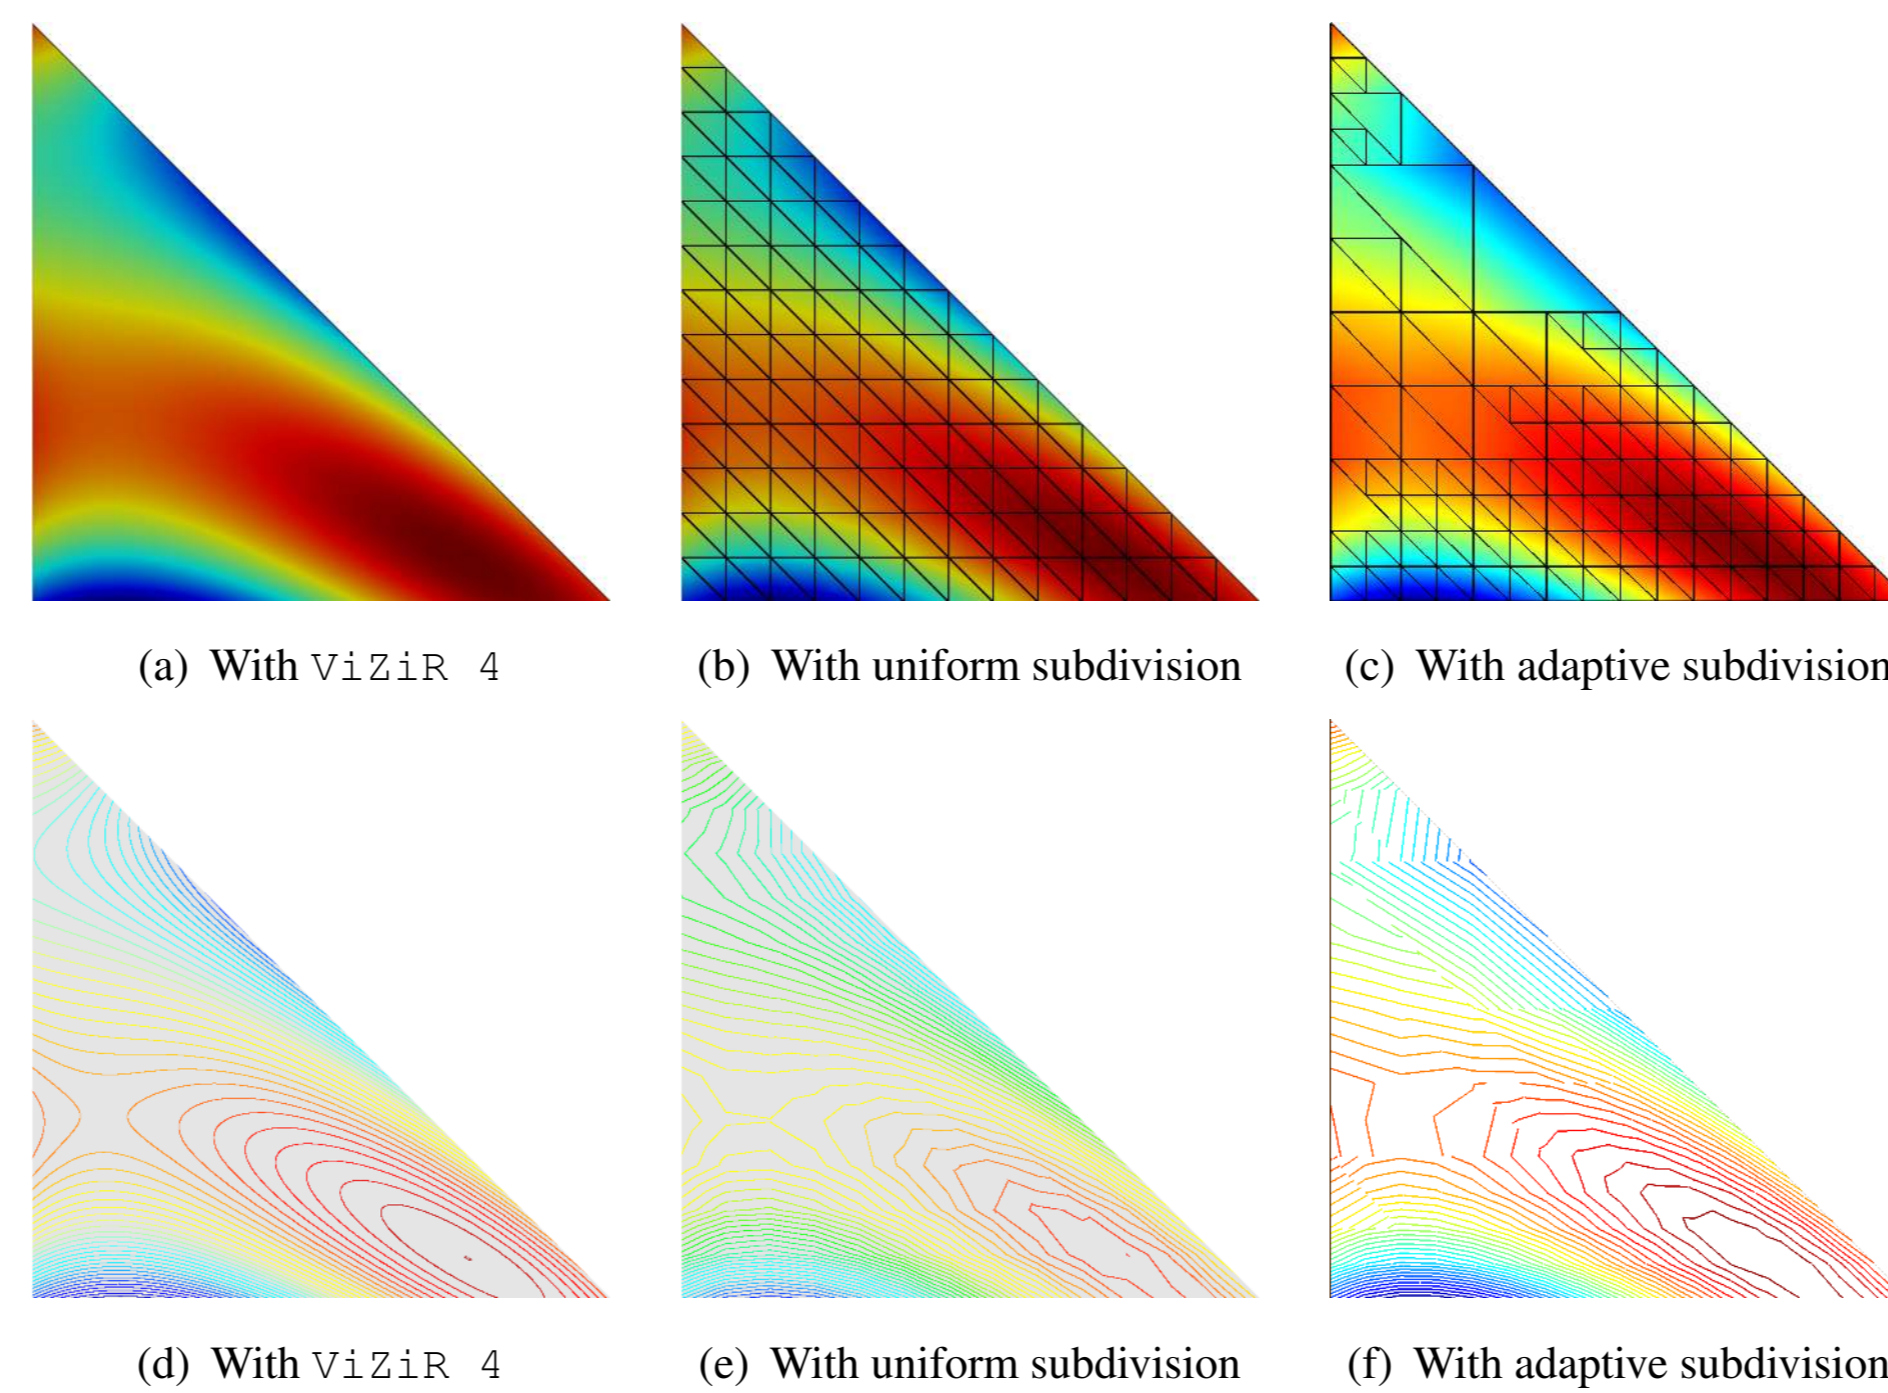 (a) With ViZiR 4
(b) With uniform subdivision
(c) With adaptive subdivision
(d) With ViZiR 4
(e) With uniform subdivision
(f) With adaptive subdivision